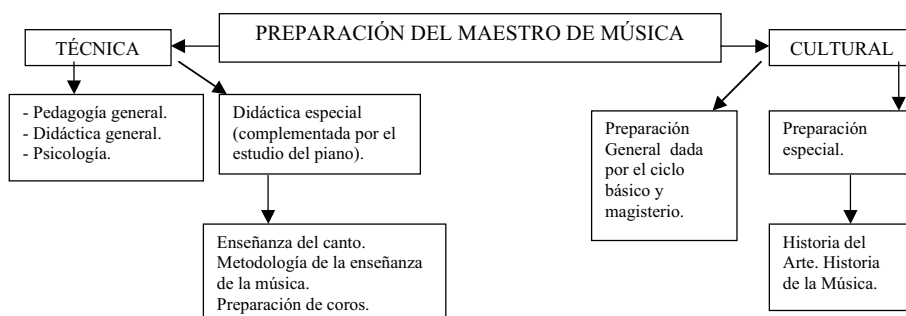 PREPARACIÓN DEL MAESTRO DE MÚSICA
TÉCNICA
CULTURAL
- Pedagogía general.
- Didáctica general.
- Psicología.
Didáctica especial
(complementada por el
estudio del piano).
Preparación
General dada
por el ciclo
básico y
magisterio.
Preparación
especial.
Enseñanza del canto.
Metodología de la enseñanza
de la música.
Preparación de coros.
Historia del
Arte. Historia
de la Música.